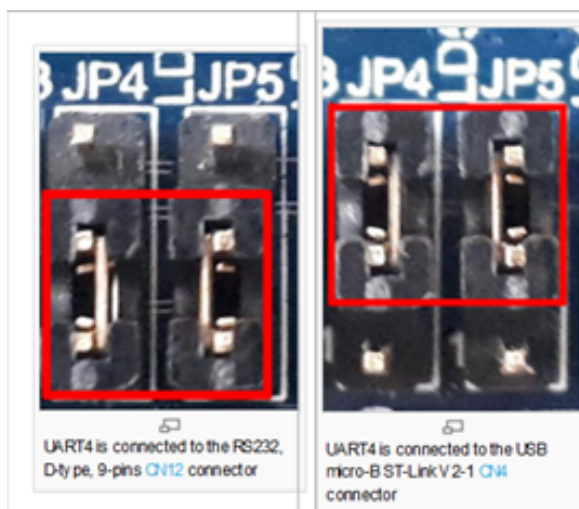 JP4 JP5
UART4 is connected to the RS232,
D-type, 9-pins CN12 connector
JP4 JP5
UART4 is connected to the USB
micro-B ST-Link V2-1 CN4
connector